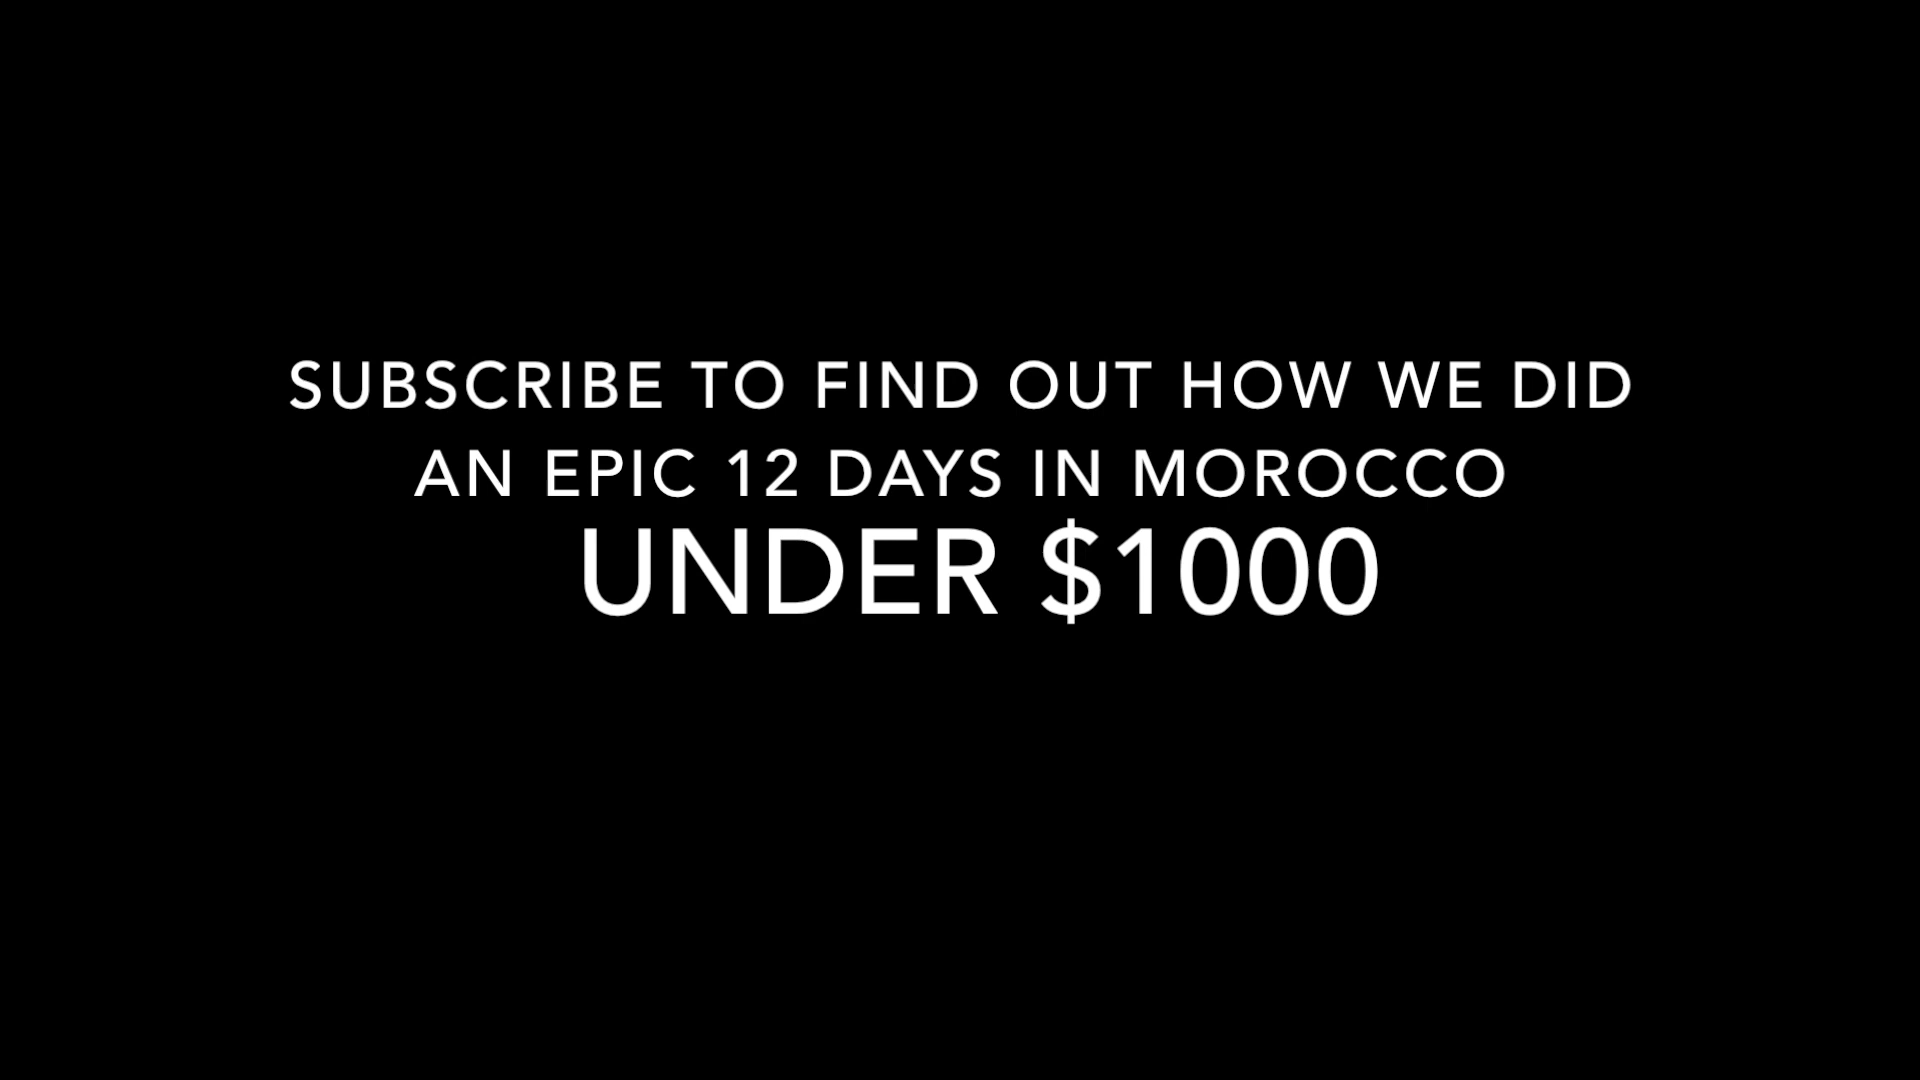 SUBSCRIBE TO FIND OUT HOW WE DID
AN EPIC 12 DAYS IN MOROCCO
UNDER $1000